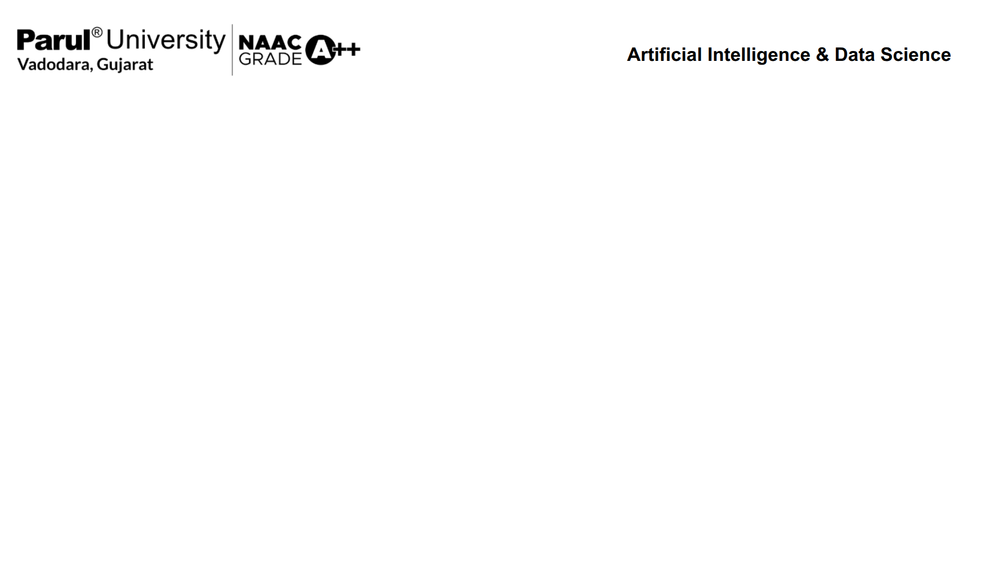 Parul® University
Vadodara, Gujarat
NAAC
GRADE
A++
Artificial Intelligence & Data Science